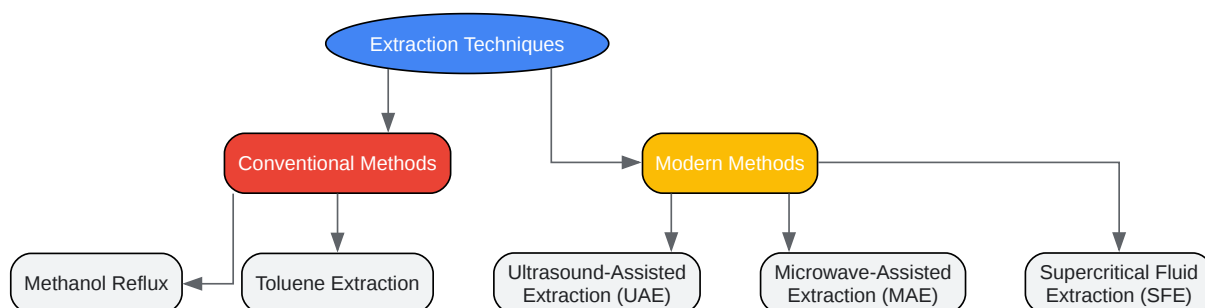 Extraction Techniques
Conventional Methods
Modern Methods
Methanol Reflux
Toluene Extraction
Ultrasound-Assisted
Extraction (UAE)
Microwave-Assisted
Extraction (MAE)
Supercritical Fluid
Extraction (SFE)